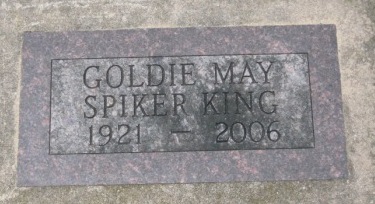 GOLDIE MAY
SPIKER KING
1921 — 2006